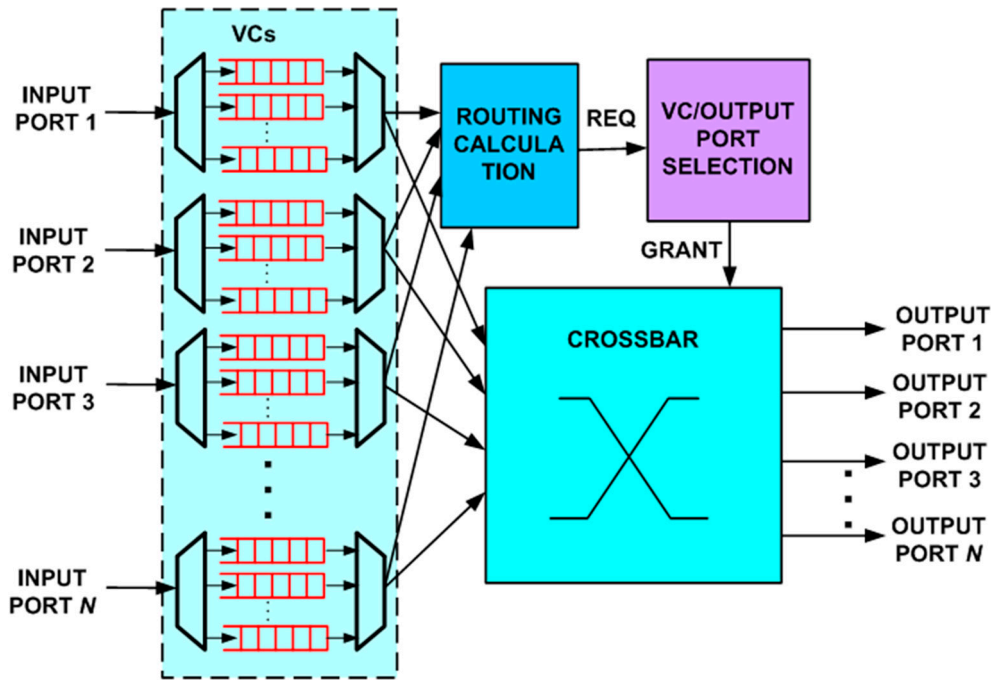 VCs
INPUT
PORT 1
INPUT
PORT 2
INPUT
PORT 3
INPUT
PORT N
ROUTING
CALCULA
TION
REQ
VC/OUTPUT
PORT
SELECTION
GRANT
CROSSBAR
OUTPUT
PORT 1
OUTPUT
PORT 2
OUTPUT
PORT 3
OUTPUT
PORT N